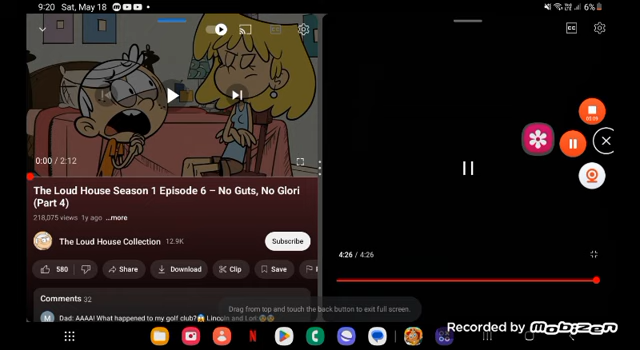 9:20 Sat, May 18
6%
CC
CC
0:00 / 2:12
The Loud House Season 1 Episode 6 – No Guts, No Glori
(Part 4)
218,075 views 1y ago ...more
The Loud House Collection 12.9K
Subscribe
580
Share
Download
Clip
Save
Comments 32
M
Dad: AAAA! What happened to my golf club?😱 Lincoln and Lori:
4:26 / 4:26
Drag from top and touch the back button to exit full screen.
N
Recorded by mobizen